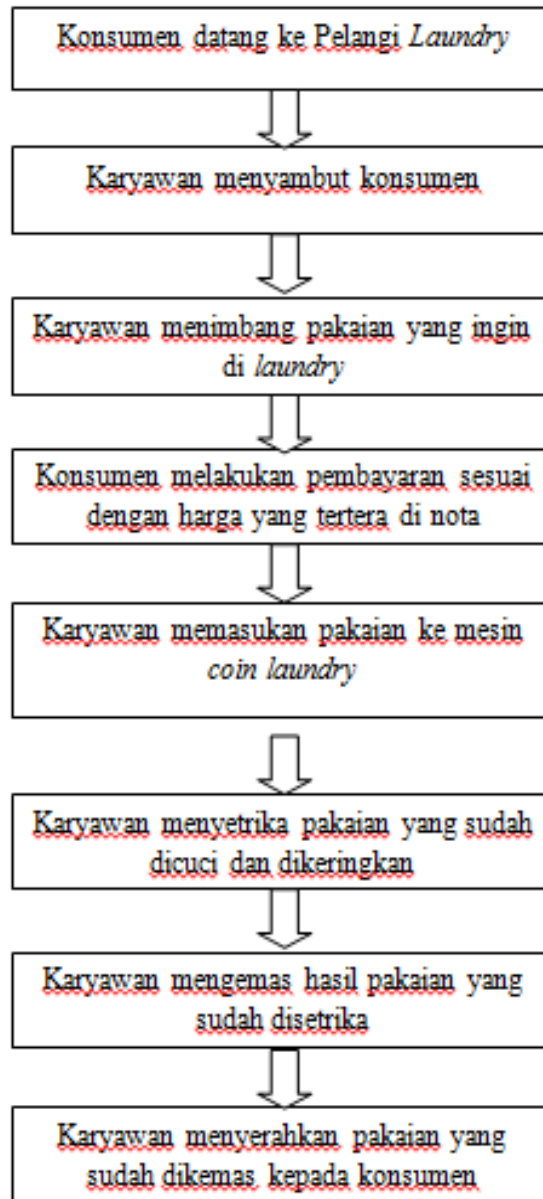 Konsumen datang ke Pelangi Laundry
Karyawan menyambut konsumen
Karyawan menimbang pakaian yang ingin
di laundry
Konsumen melakukan pembayaran sesuai
dengan harga yang tertera di nota
Karyawan memasukan pakaian ke mesin
coin laundry
Karyawan menyetrika pakaian yang sudah
dicuci dan dikeringkan
Karyawan mengemas hasil pakaian yang
sudah disetrika
Karyawan menyerahkan pakaian yang
sudah dikemas kepada konsumen